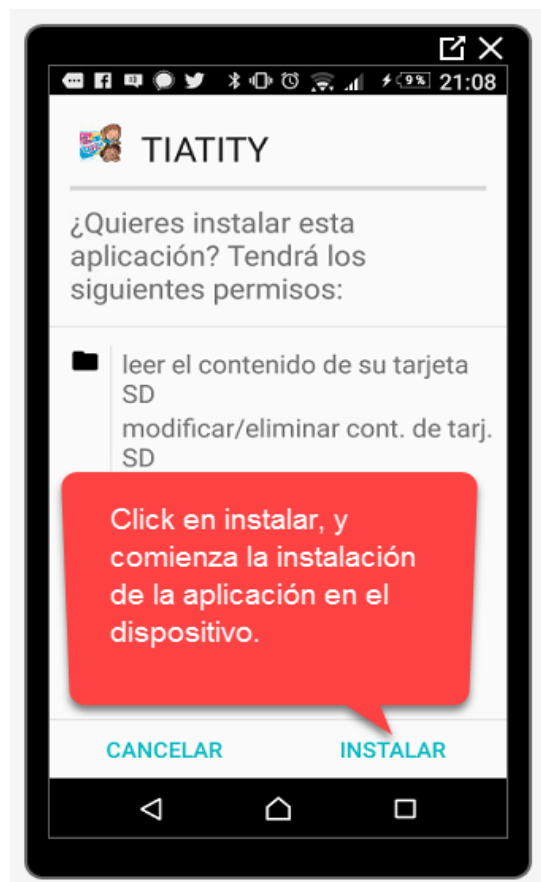 9%
21:08
TIATITY
¿Quieres instalar esta
aplicación? Tendrá los
siguientes permisos:
leer el contenido de su tarjeta
SD
modificar/eliminar cont. de tarj.
SD
Click en instalar, y
comienza la instalación
de la aplicación en el
dispositivo.
CANCELAR
INSTALAR